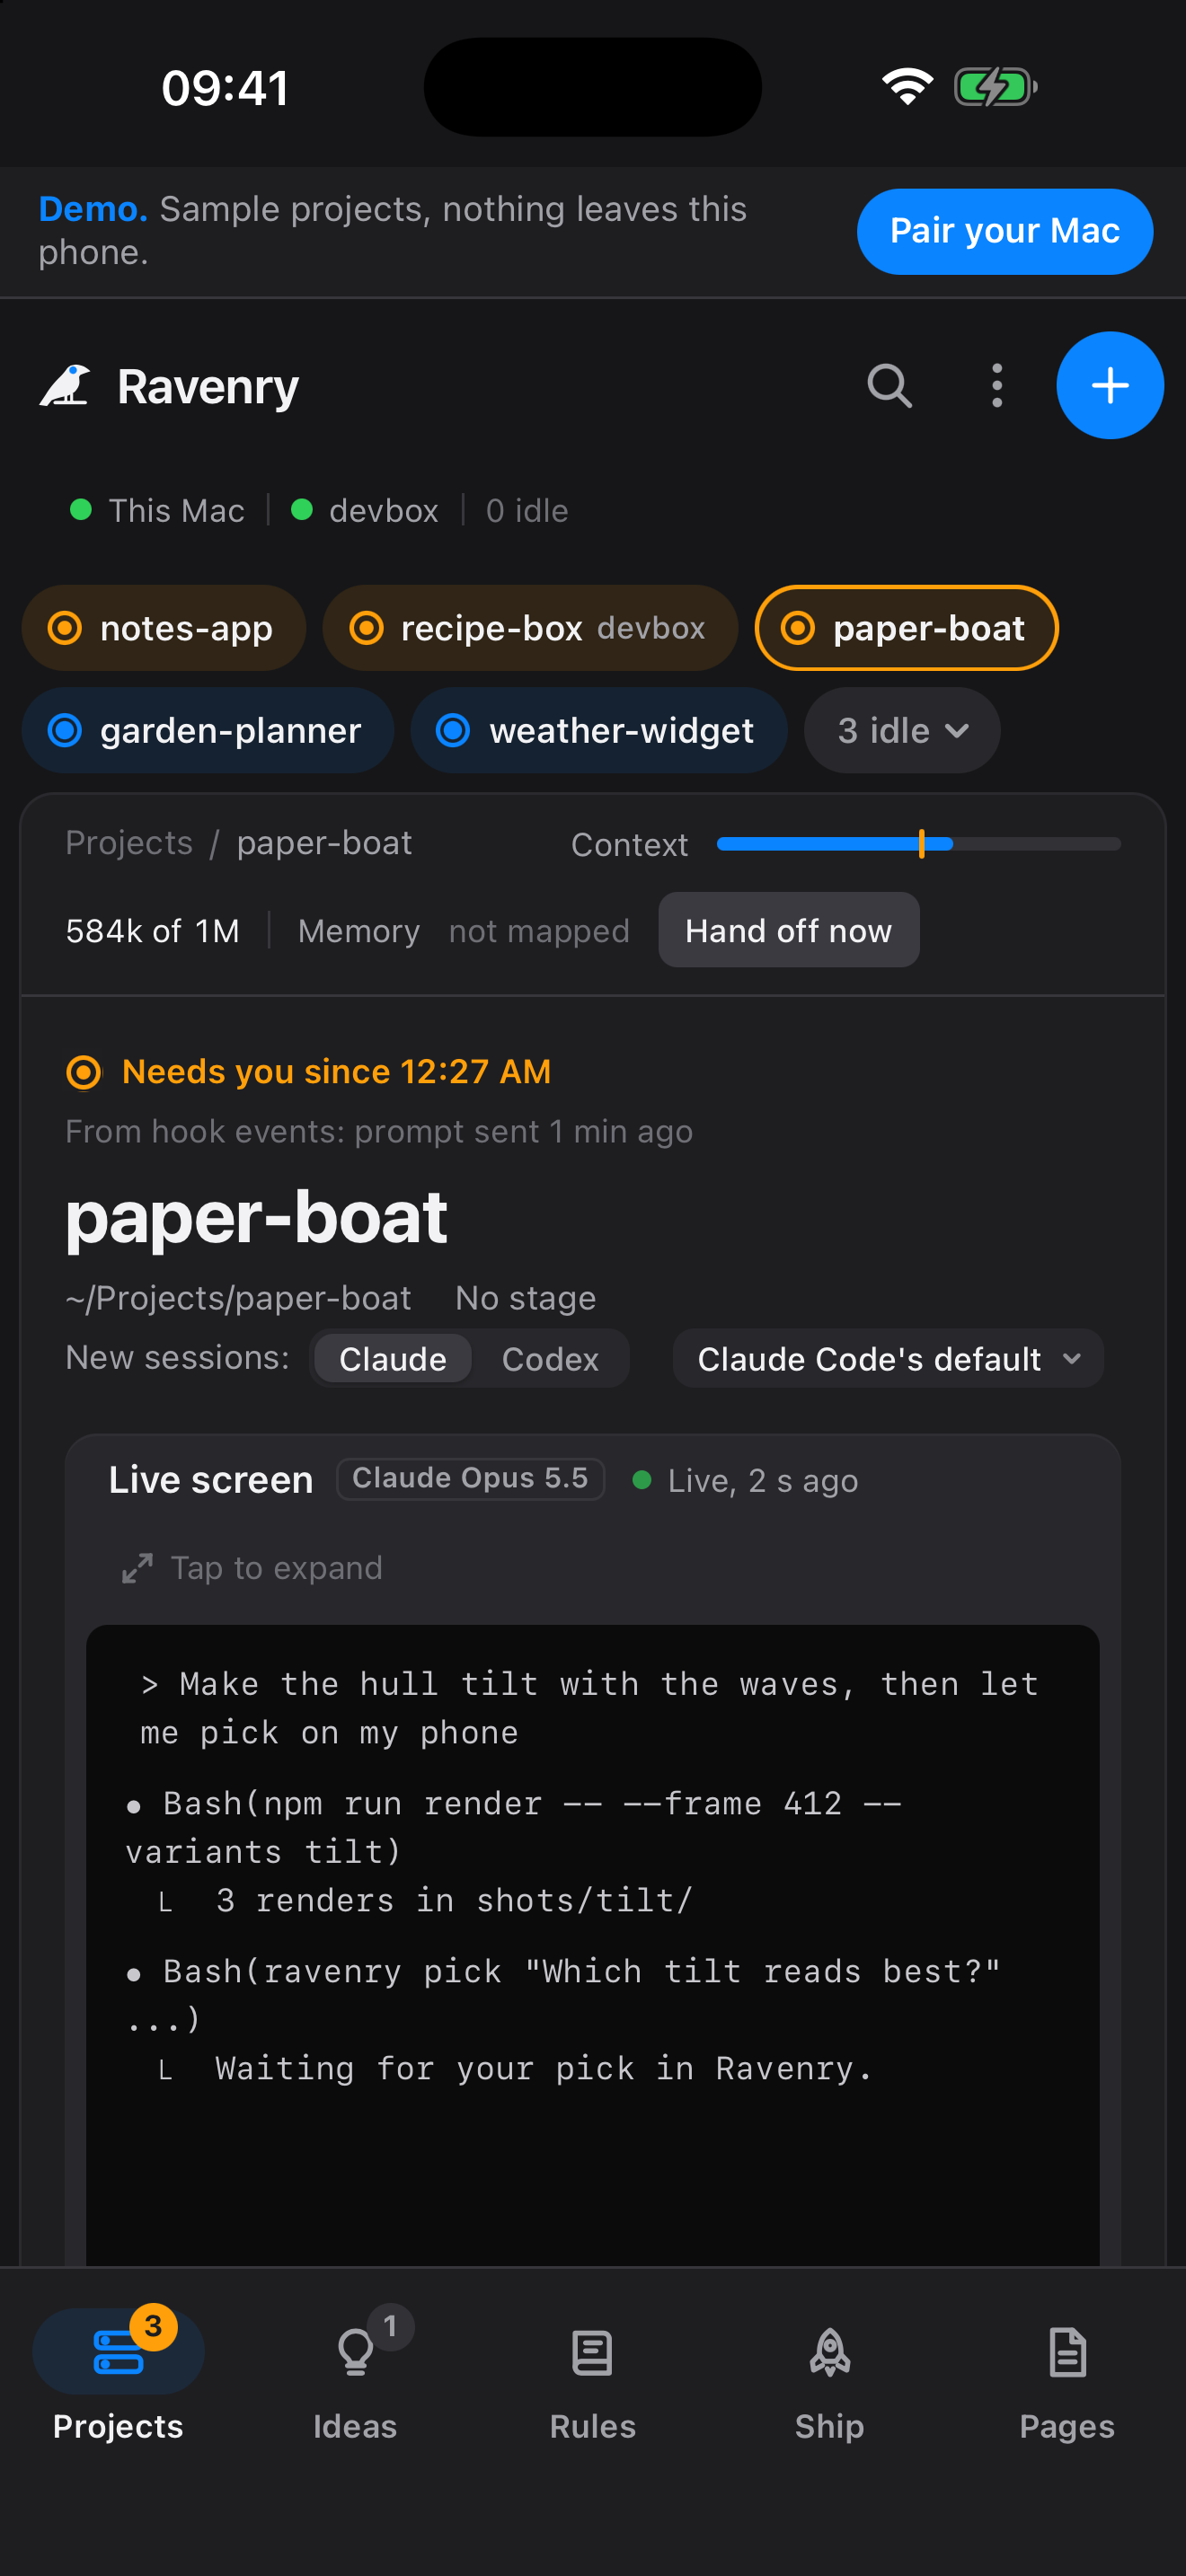 09:41
Demo. Sample projects, nothing leaves this
phone.
Pair your Mac
Ravenry
This Mac devbox 0 idle
notes-app recipe-box devbox paper-boat
garden-planner weather-widget 3 idle
Projects / paper-boat Context
584k of 1M Memory not mapped Hand off now
Needs you since 12:27 AM
From hook events: prompt sent 1 min ago
paper-boat
~/Projects/paper-boat No stage
New sessions: Claude Codex Claude Code's default
Live screen Claude Opus 5.5 Live, 2 s ago
Tap to expand
> Make the hull tilt with the waves, then let
me pick on my phone
● Bash(npm run render -- --frame 412 --
variants tilt)
└ 3 renders in shots/tilt/
● Bash(ravenry pick "Which tilt reads best?"
...)
└ Waiting for your pick in Ravenry.
3 1
Projects Ideas Rules Ship Pages